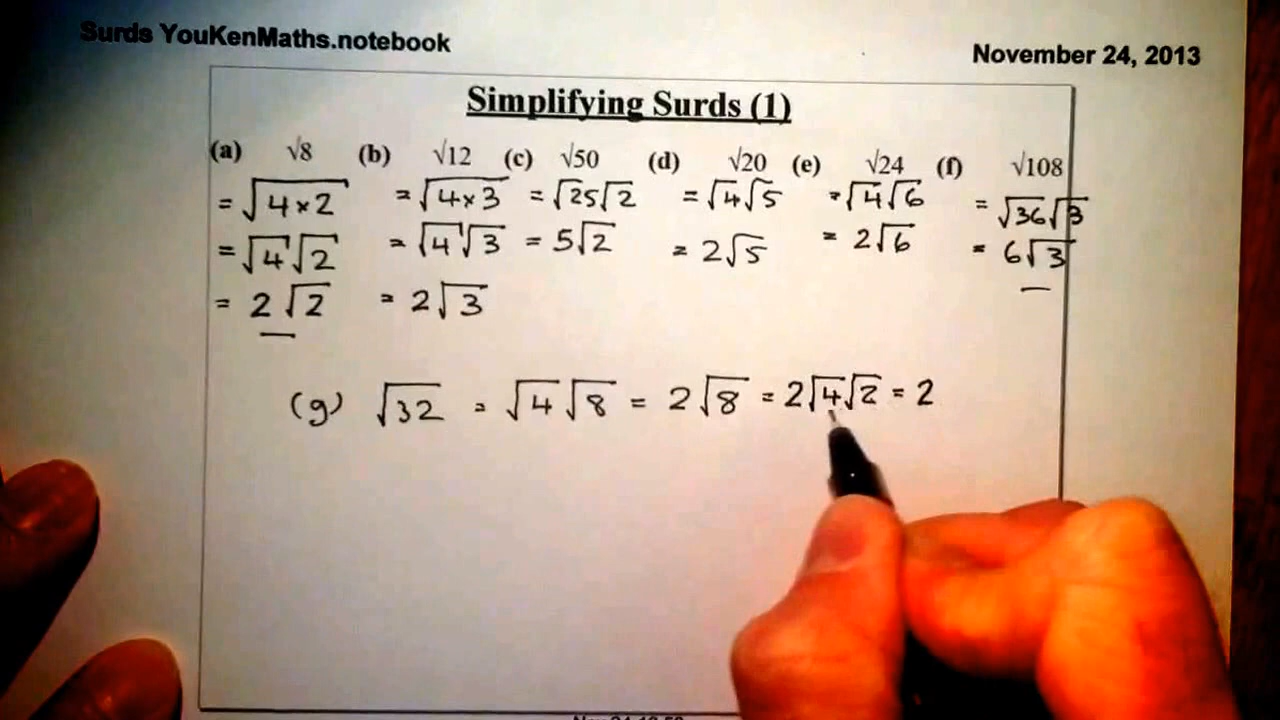 Surds YouKenMaths.notebook
November 24, 2013
Simplifying Surds (1)
(a) √8 (b) √12 (c) √50 (d) √20 (e) √24 (f) √108
= √4×2 = √4×3 = √25√2 = √4√5 = √4√6 = √36√3
= √4√2 = √4√3 = 5√2 = 2√5 = 2√6 = 6√3
= 2√2 = 2√3
(g) √32 = √4√8 = 2√8 = 2√4√2 = 2